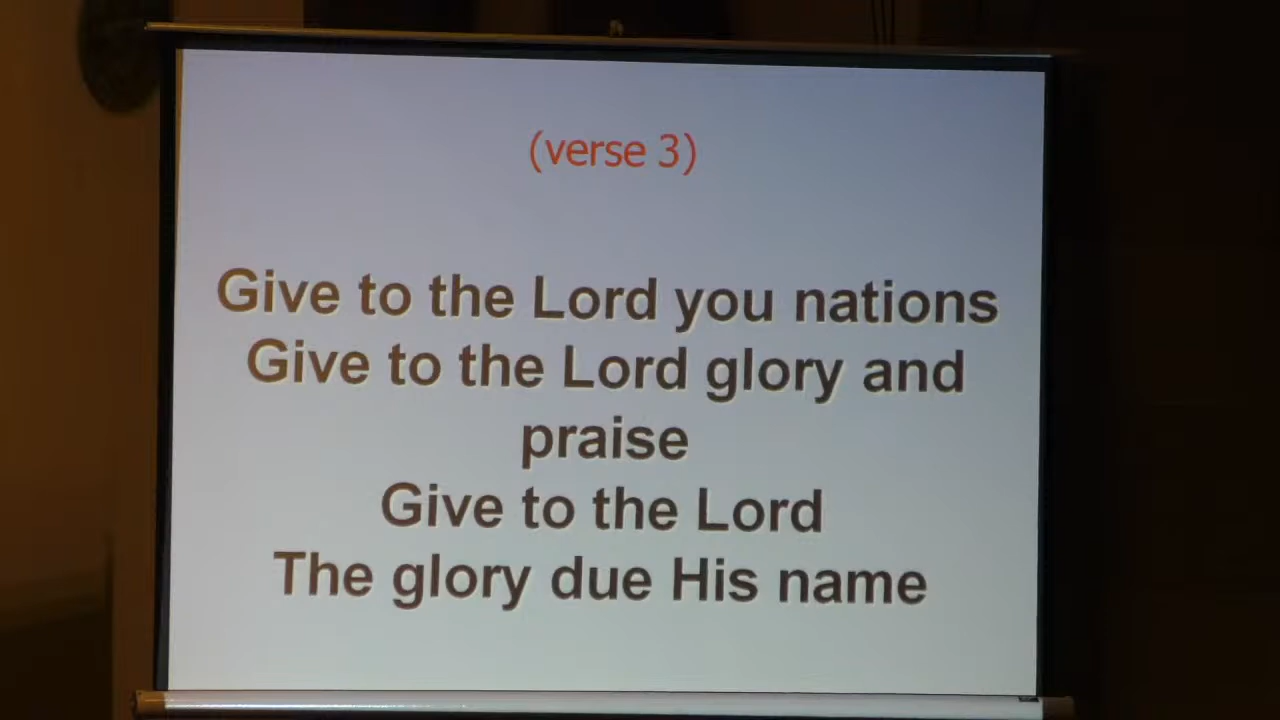 (verse 3)
Give to the Lord you nations
Give to the Lord glory and
praise
Give to the Lord
The glory due His name